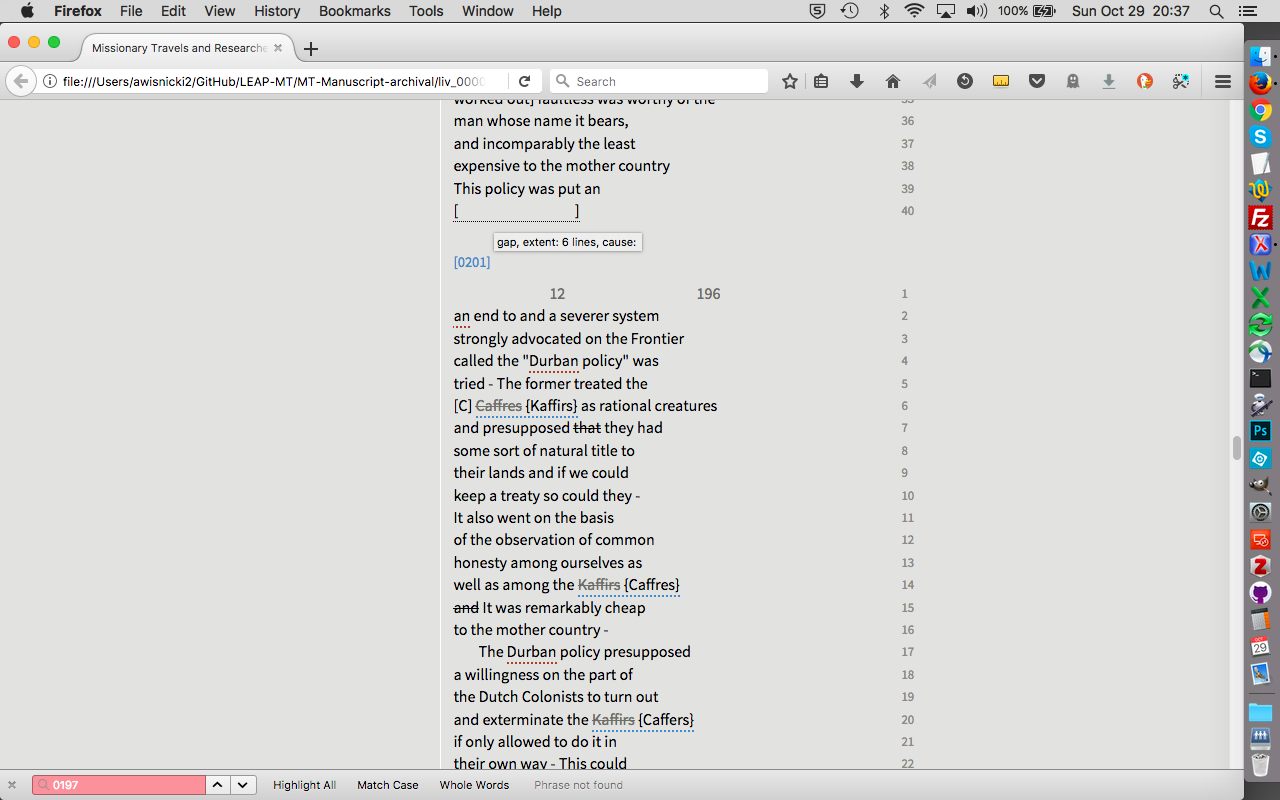 Firefox File Edit View History Bookmarks Tools Window Help 100% Sun Oct 29 20:37
Missionary Travels and Researche
file:///Users/awisnicki2/GitHub/LEAP-MT/MT-Manuscript-archival/liv_0000 Search
worked out] faultless was worthy of the 35
man whose name it bears, 36
and incomparably the least 37
expensive to the mother country 38
This policy was put an 39
[ ] 40
gap, extent: 6 lines, cause:
[0201]
12 196 1
an end to and a severer system 2
strongly advocated on the Frontier 3
called the "Durban policy" was 4
tried - The former treated the 5
[C] Caffres {Kaffirs} as rational creatures 6
and presupposed that they had 7
some sort of natural title to 8
their lands and if we could 9
keep a treaty so could they - 10
It also went on the basis 11
of the observation of common 12
honesty among ourselves as 13
well as among the Kaffirs {Caffres} 14
and It was remarkably cheap 15
to the mother country - 16
The Durban policy presupposed 17
a willingness on the part of 18
the Dutch Colonists to turn out 19
and exterminate the Kaffirs {Caffers} 20
if only allowed to do it in 21
their own way - This could 22
0197 Highlight All Match Case Whole Words Phrase not found